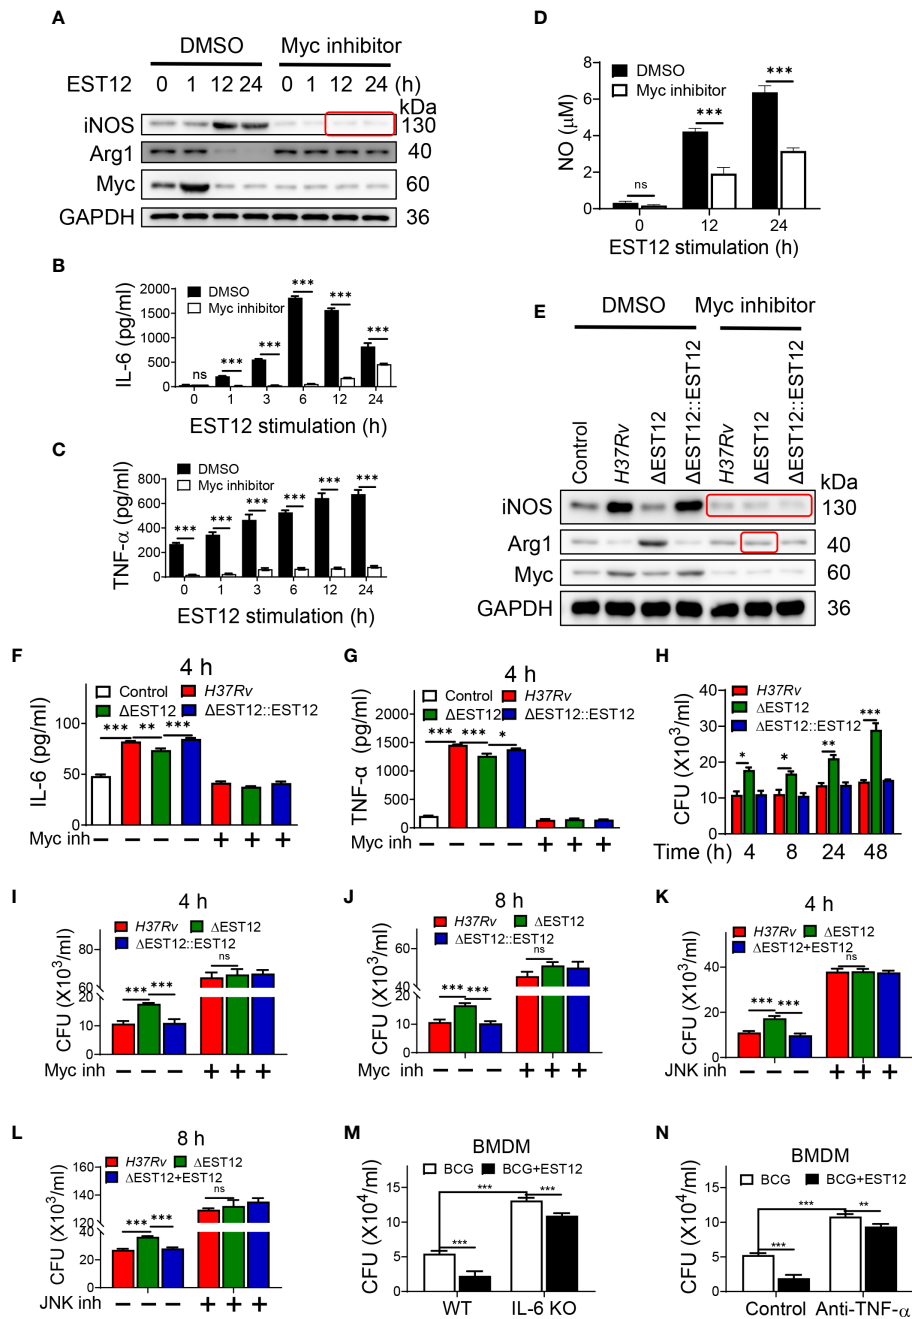 A
DMSO Myc inhibitor
EST12 0 1 12 24 0 1 12 24 (h)
kDa
iNOS 130
Arg1 40
Myc 60
GAPDH 36
B
IL-6 (pg/ml)
2000
1500
1000
500
0
DMSO
Myc inhibitor
ns *** *** *** *** ***
0 1 3 6 12 24
EST12 stimulation (h)
C
TNF-α (pg/ml)
800
600
400
200
0
DMSO
Myc inhibitor
*** *** *** *** *** ***
0 1 3 6 12 24
EST12 stimulation (h)
D
NO (μM)
8
6
4
2
0
DMSO
Myc inhibitor
ns *** ***
0 12 24
EST12 stimulation (h)
E
DMSO Myc inhibitor
Control H37Rv ΔEST12 ΔEST12::EST12 H37Rv ΔEST12 ΔEST12::EST12
kDa
iNOS 130
Arg1 40
Myc 60
GAPDH 36
F
4 h
Control H37Rv
ΔEST12 ΔEST12::EST12
IL-6 (pg/ml)
100
50
0
*** ** ***
Myc inh − − − − + + +
G
4 h
Control H37Rv
ΔEST12 ΔEST12::EST12
TNF-α (pg/ml)
2000
1500
1000
500
0
*** *** *
Myc inh − − − − + + +
H
H37Rv
ΔEST12
ΔEST12::EST12
CFU (X10³/ml)
40
30
20
10
0
* * ** ***
Time (h) 4 8 24 48
I
4 h
H37Rv ΔEST12
ΔEST12::EST12
CFU (X10³/ml)
80
60
20
10
0
*** *** ns
Myc inh − − − + + +
J
8 h
H37Rv ΔEST12
ΔEST12::EST12
CFU (X10³/ml)
60
40
20
10
0
*** *** ns
Myc inh − − − + + +
K
4 h
H37Rv ΔEST12
ΔEST12+EST12
CFU (X10³/ml)
40
20
0
*** *** ns
JNK inh − − − + + +
L
8 h
H37Rv ΔEST12
ΔEST12+EST12
CFU (X10³/ml)
160
140
120
40
20
0
*** *** ns
JNK inh − − − + + +
M
BMDM
BCG BCG+EST12
CFU (X10⁴/ml)
15
10
5
0
*** *** ***
WT IL-6 KO
N
BMDM
BCG BCG+EST12
CFU (X10⁴/ml)
15
10
5
0
*** *** **
Control Anti-TNF-α